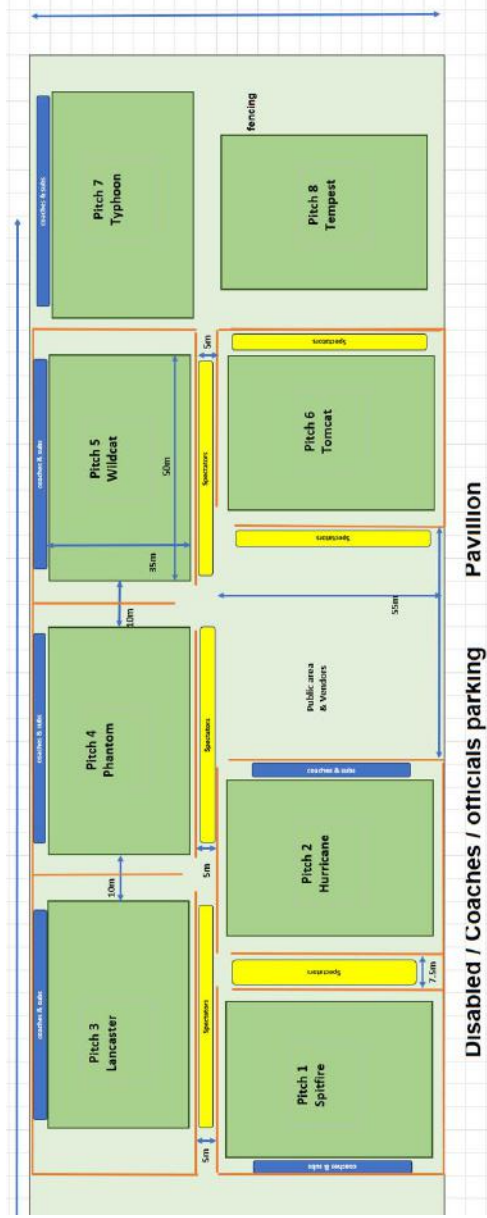 coaches & subs
Pitch 7
Typhoon
fencing
Pitch 8
Tempest
coaches & subs
Pitch 5
Wildcat
50m
35m
10m
Spectators
5m
Spectators
Pitch 6
Tomcat
Spectators
55m
Public area
& Vendors
coaches & subs
Pitch 4
Phantom
10m
Spectators
5m
coaches & subs
Pitch 2
Hurricane
Spectators
7.5m
coaches & subs
Pitch 3
Lancaster
Spectators
5m
Pitch 1
Spitfire
coaches & subs
Disabled / Coaches / officials parking
Pavillion